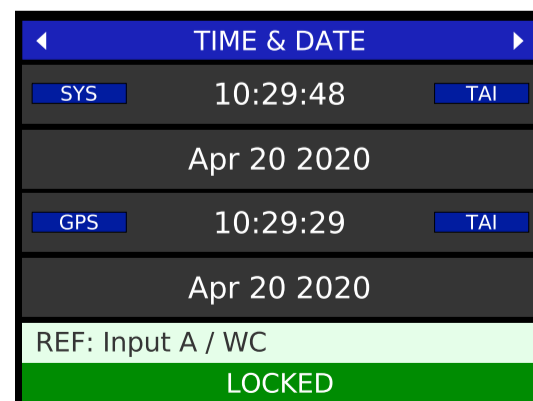 TIME & DATE
SYS 10:29:48 TAI
Apr 20 2020
GPS 10:29:29 TAI
Apr 20 2020
REF: Input A / WC
LOCKED